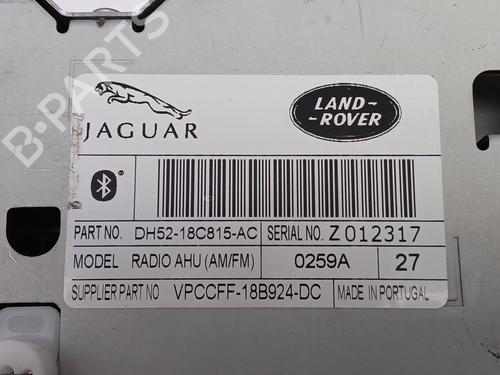 B-PARTS
JAGUAR
LAND-
-ROVER
PART NO. DH52-18C815-AC SERIAL NO. Z 012317
MODEL RADIO AHU (AM/FM) 0259A 27
SUPPLIER PART NO VPCCFF-18B924-DC MADE IN PORTUGAL